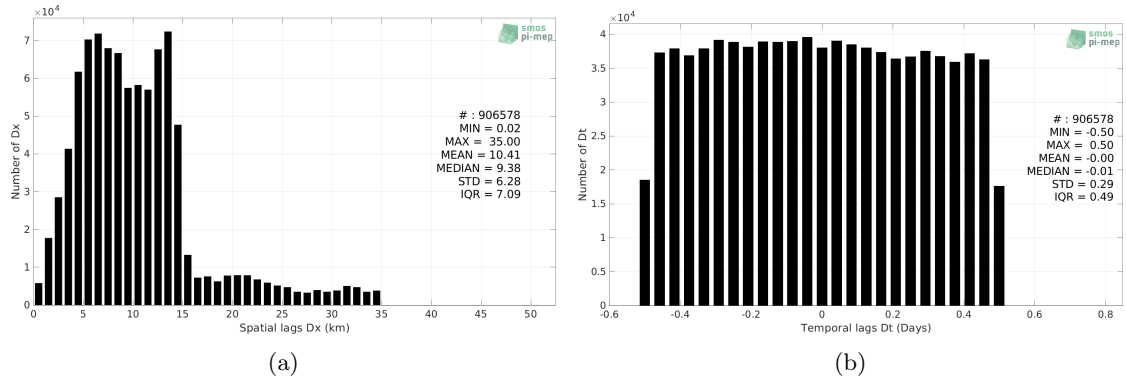 ×10⁴
7
6
5
4
3
2
1
0
Number of Dx
0 5 10 15 20 25 30 35 40 45 50
Spatial lags Dx (km)
smos
pi-mep
# : 906578
MIN = 0.02
MAX = 35.00
MEAN = 10.41
MEDIAN = 9.38
STD = 6.28
IQR = 7.09
(a)
×10⁴
4
3.5
3
2.5
2
1.5
1
0.5
0
Number of Dt
-0.6 -0.4 -0.2 0 0.2 0.4 0.6 0.8
Temporal lags Dt (Days)
smos
pi-mep
# : 906578
MIN = -0.50
MAX = 0.50
MEAN = -0.00
MEDIAN = -0.01
STD = 0.29
IQR = 0.49
(b)